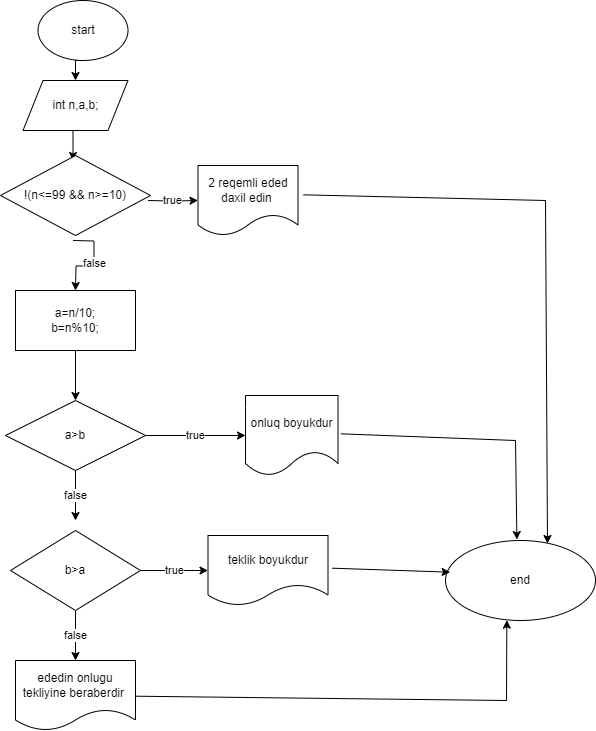 start
int n,a,b;
!(n<=99 && n>=10)
true
2 reqemli eded
daxil edin
false
a=n/10;
b=n%10;
a>b
true
onluq boyukdur
false
b>a
true
teklik boyukdur
end
false
ededin onlugu
tekliyine beraberdir